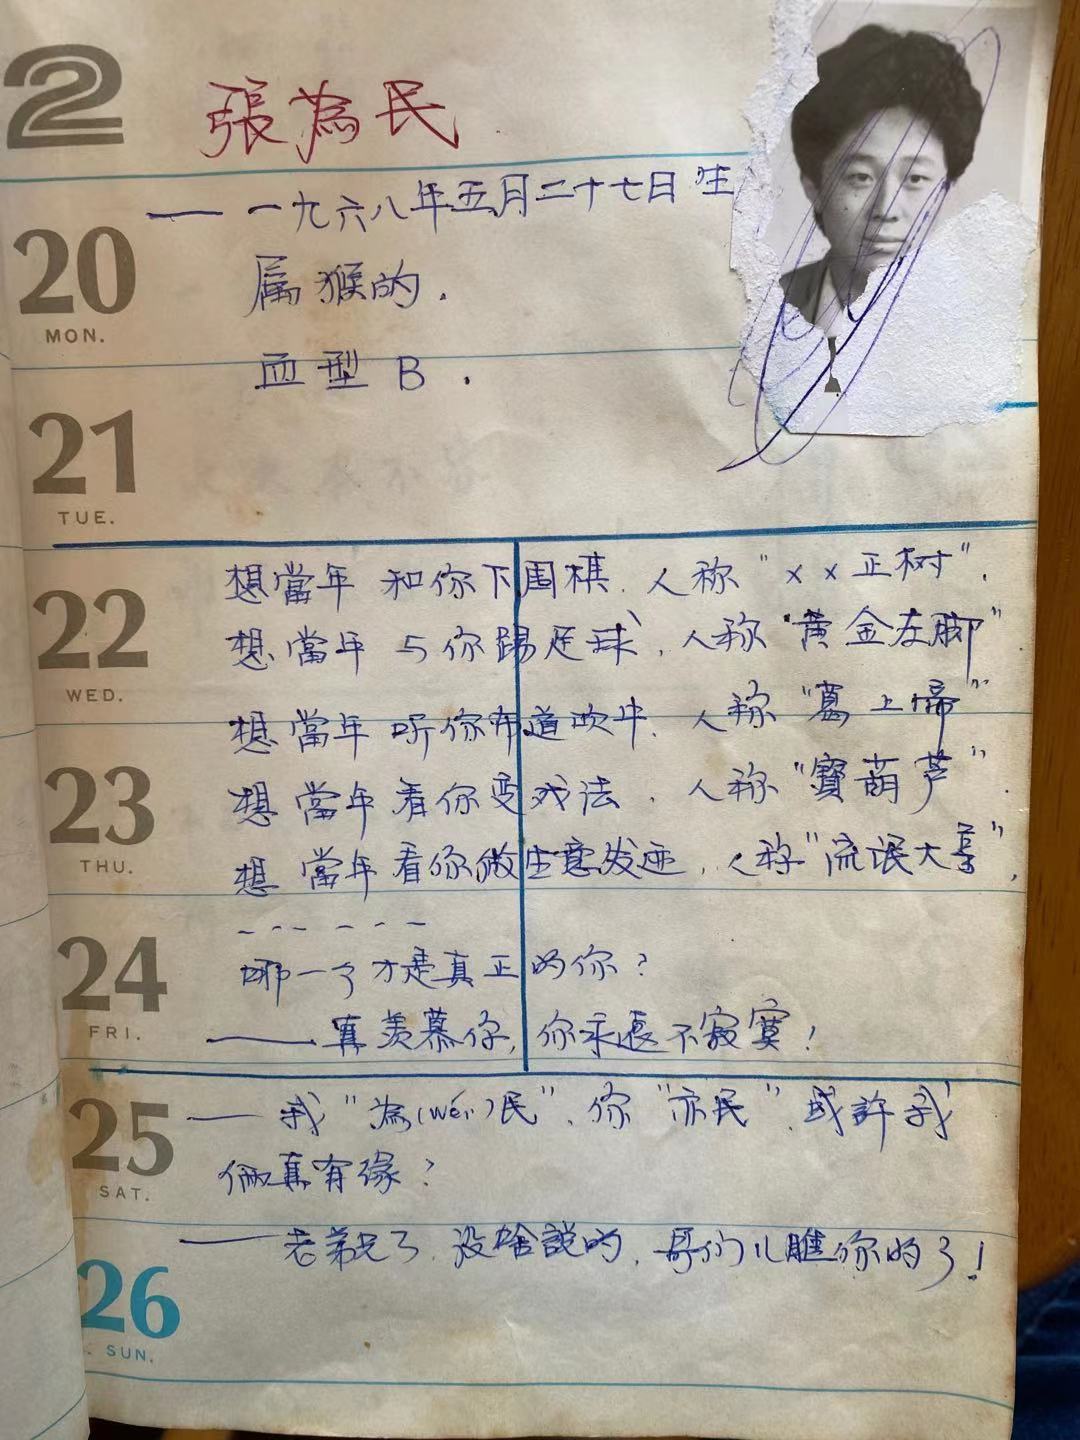 2
張為民
20
MON.
—— 一九六八年五月二十七日生
属猴的.
血型 B.
21
TUE.
22
WED.
想當年 和你下围棋. 人称“××正树”.
想當年 与你踢足球, 人称“黄金左脚”
想當年 听你布道吹牛. 人称“葛上帝”
23
THU.
想當年看你变戏法. 人称“寶葫芦”.
想當年看你做生意发迹, 人称“流氓大亨”,
------
24
FRI.
哪一个才是真正的你?
——真羡慕你, 你永远不寂寞!
25
SAT.
—— 我“為(wéi)民”. 你“亦民”. 或許我
俩真有缘?
—— 老弟兄了. 没啥説的. 哥们儿瞧你的了!
26
SUN.